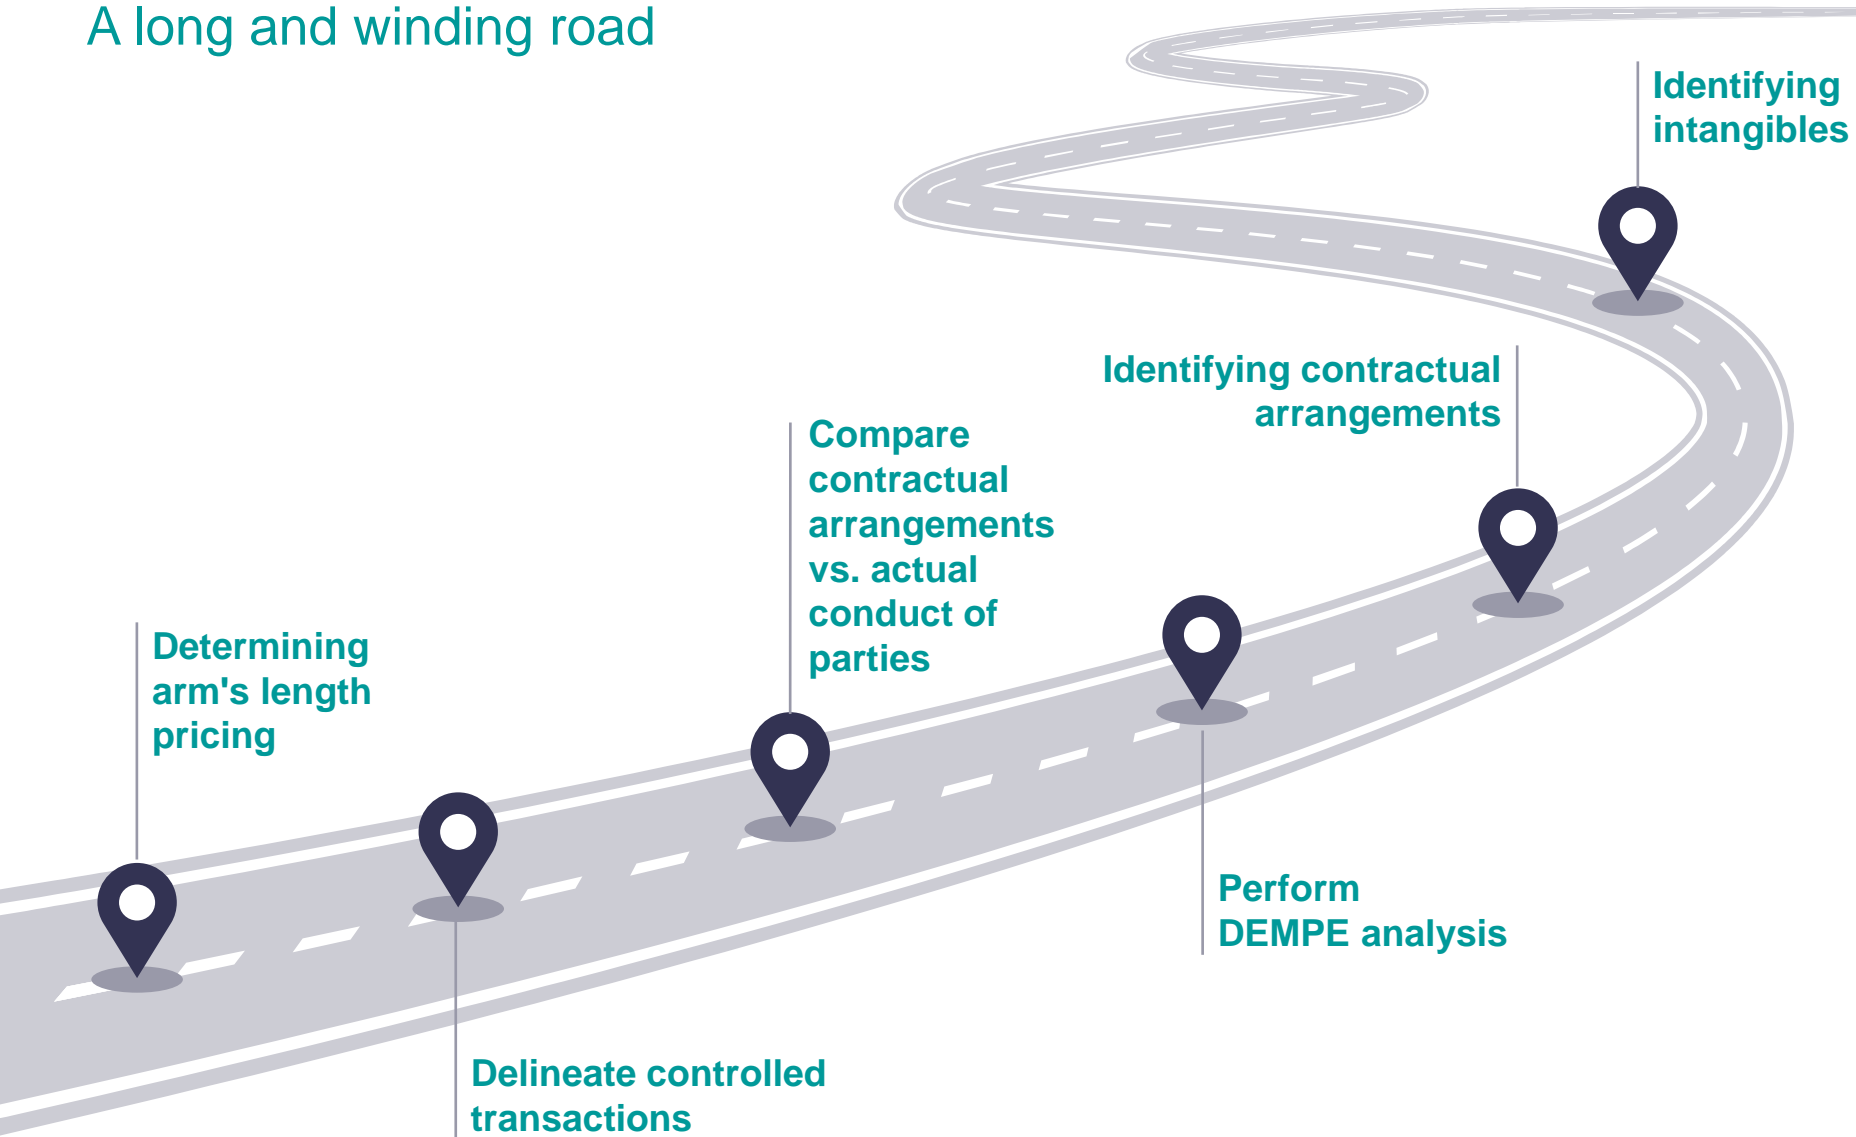 A long and winding road
Identifying
intangibles
Identifying contractual
arrangements
Compare
contractual
arrangements
vs. actual
conduct of
parties
Determining
arm's length
pricing
Perform
DEMPE analysis
Delineate controlled
transactions